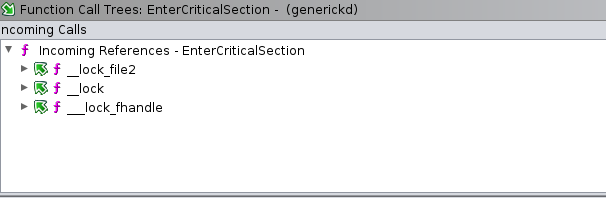 Function Call Trees: EnterCriticalSection - (generickd)
ncoming Calls
f Incoming References - EnterCriticalSection
f __lock_file2
f __lock
f ___lock_fhandle